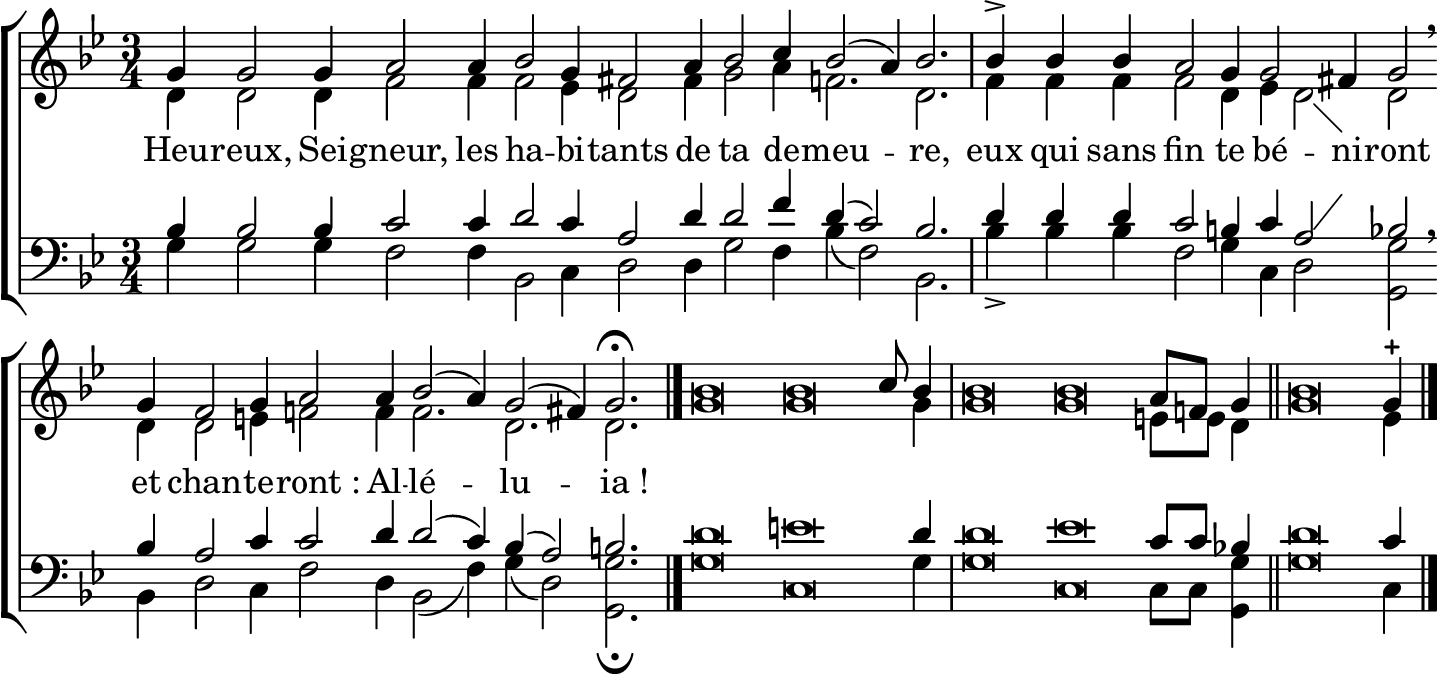 Heureux, Seigneur, les ha -- bitants de ta demeu -- re, eux qui sans fin te bé -- niront
et chanteront : Al -- lé -- lu -- ia !